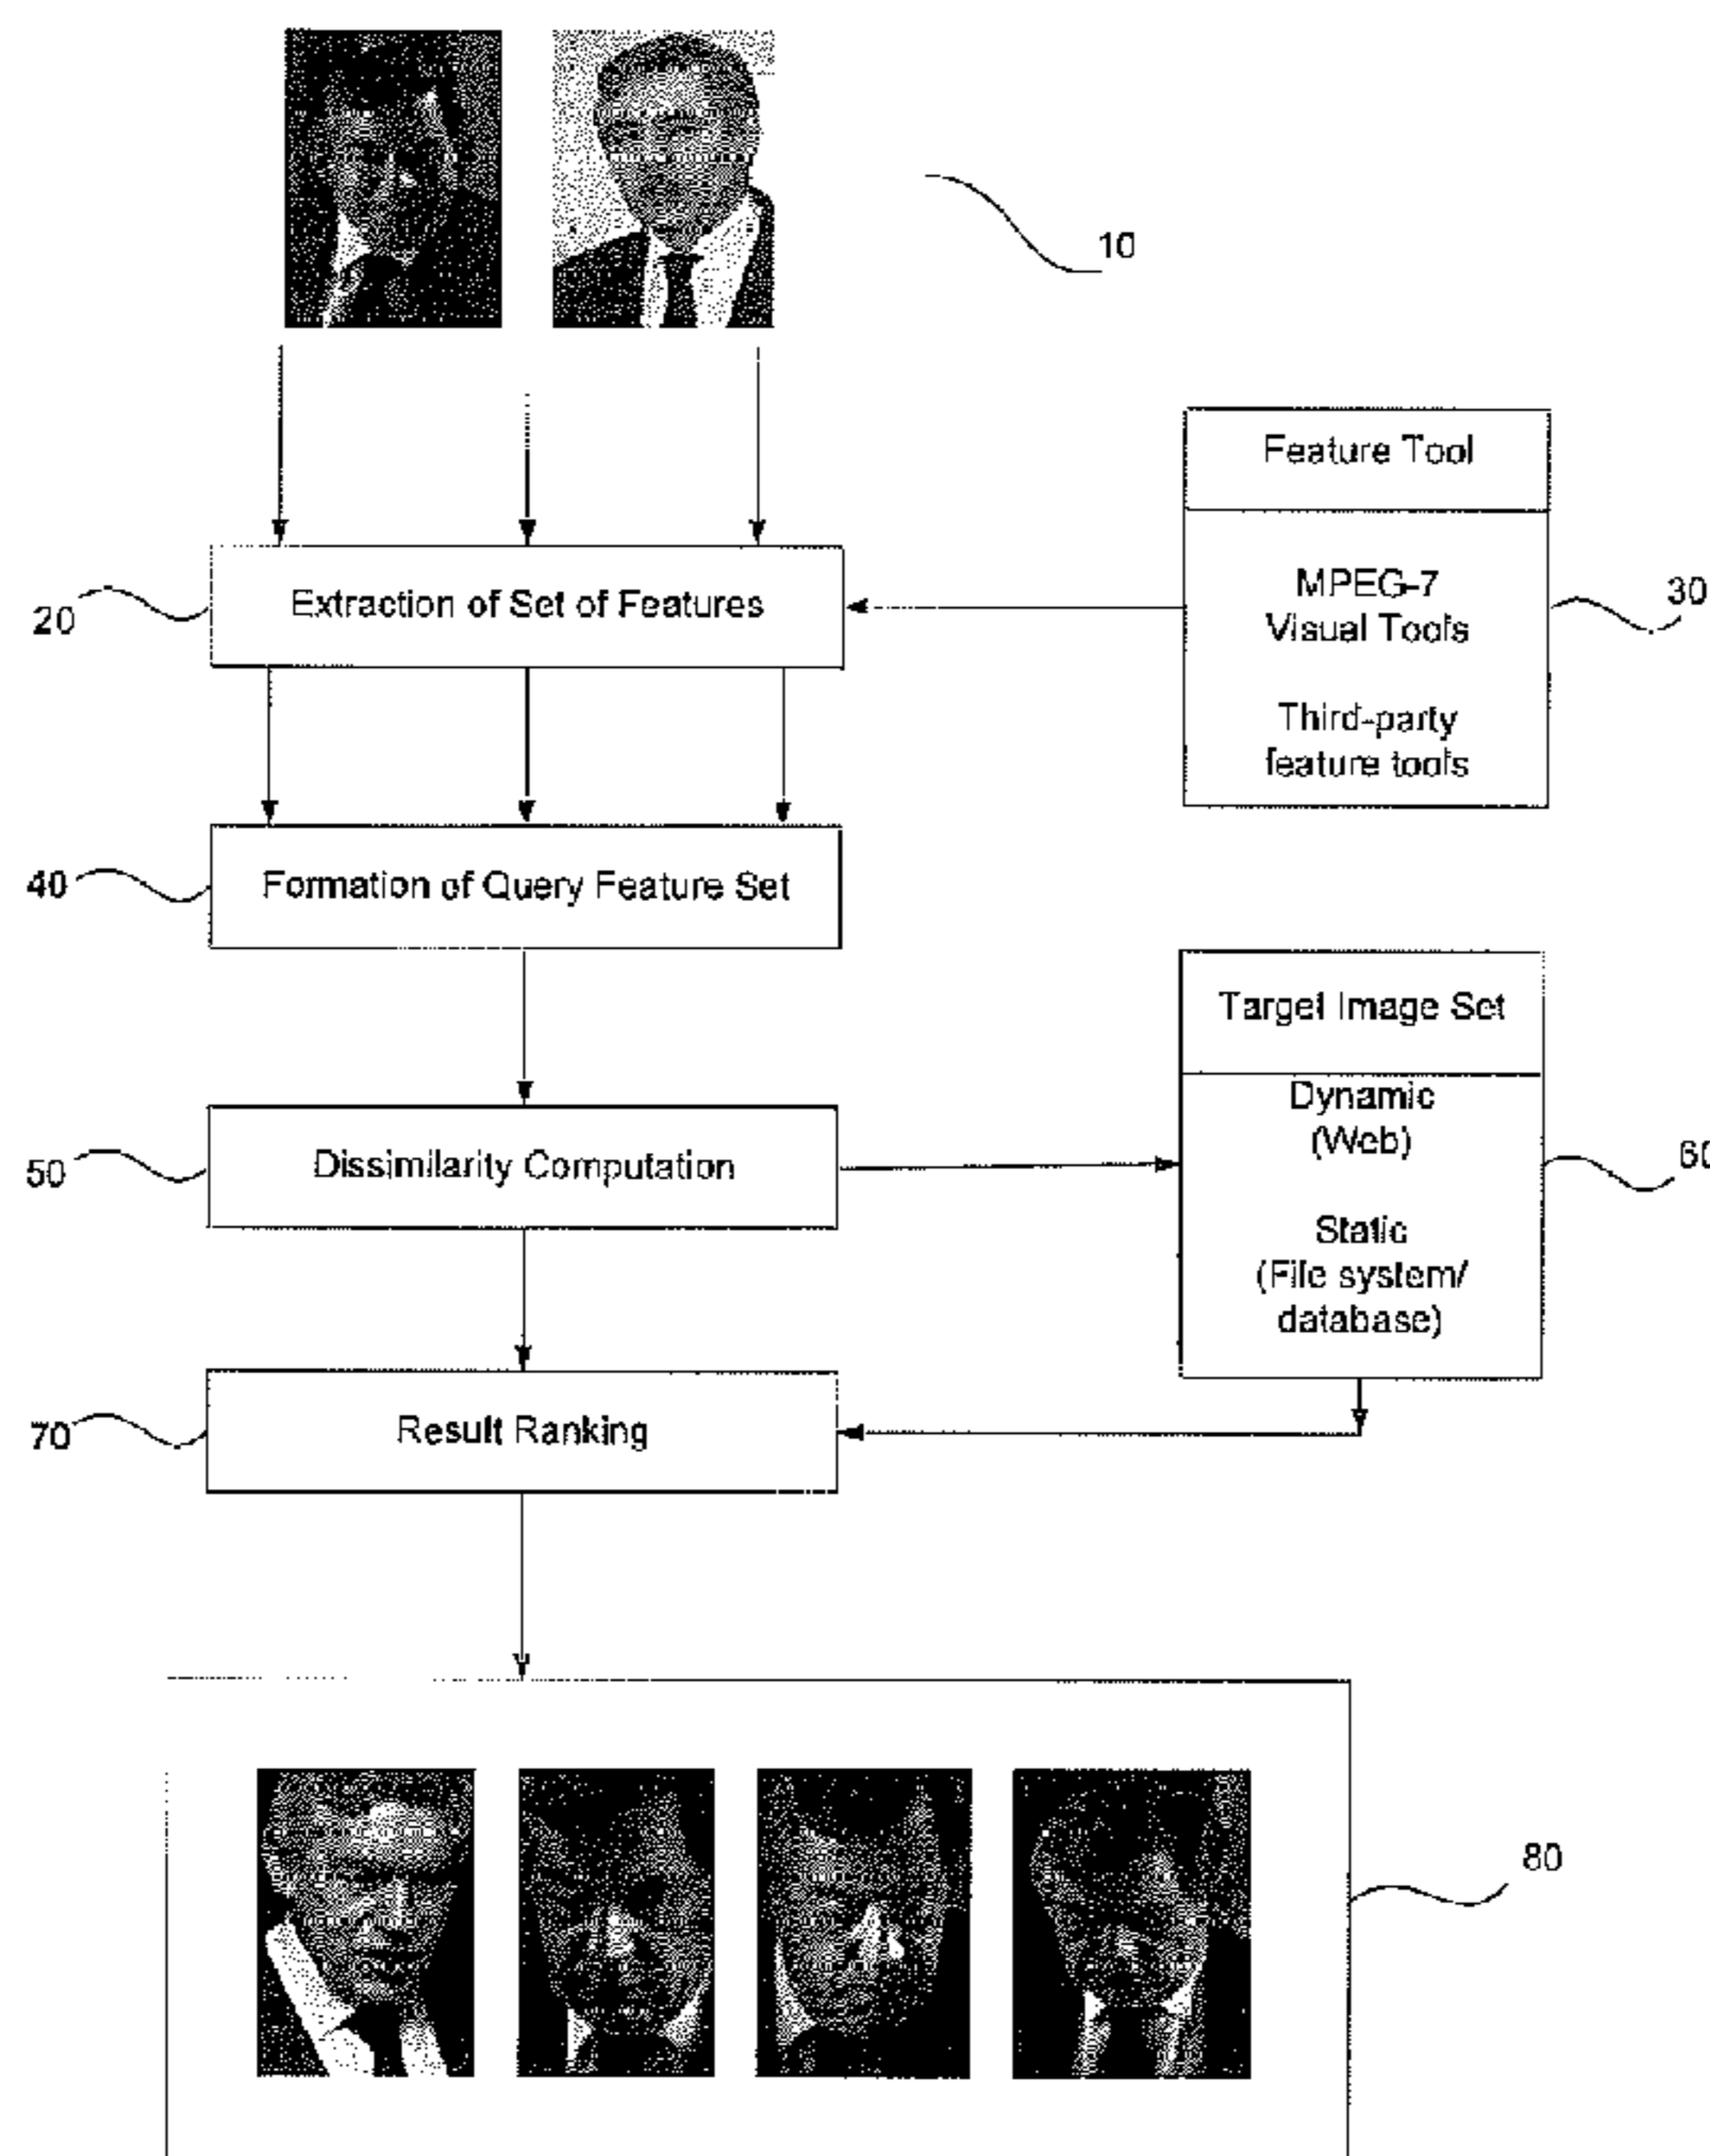 10
Feature Tool
MPEG-7
Visual Tools
Third-party
feature tools
30
20
Extraction of Set of Features
40
Formation of Query Feature Set
Target Image Set
Dynamic
(Web)
Static
(File system/
database)
60
50
Dissimilarity Computation
70
Result Ranking
80